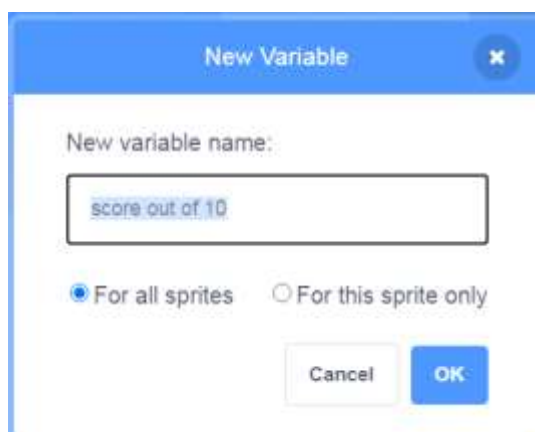 New Variable
New variable name:
score out of 10
For all sprites For this sprite only
Cancel OK